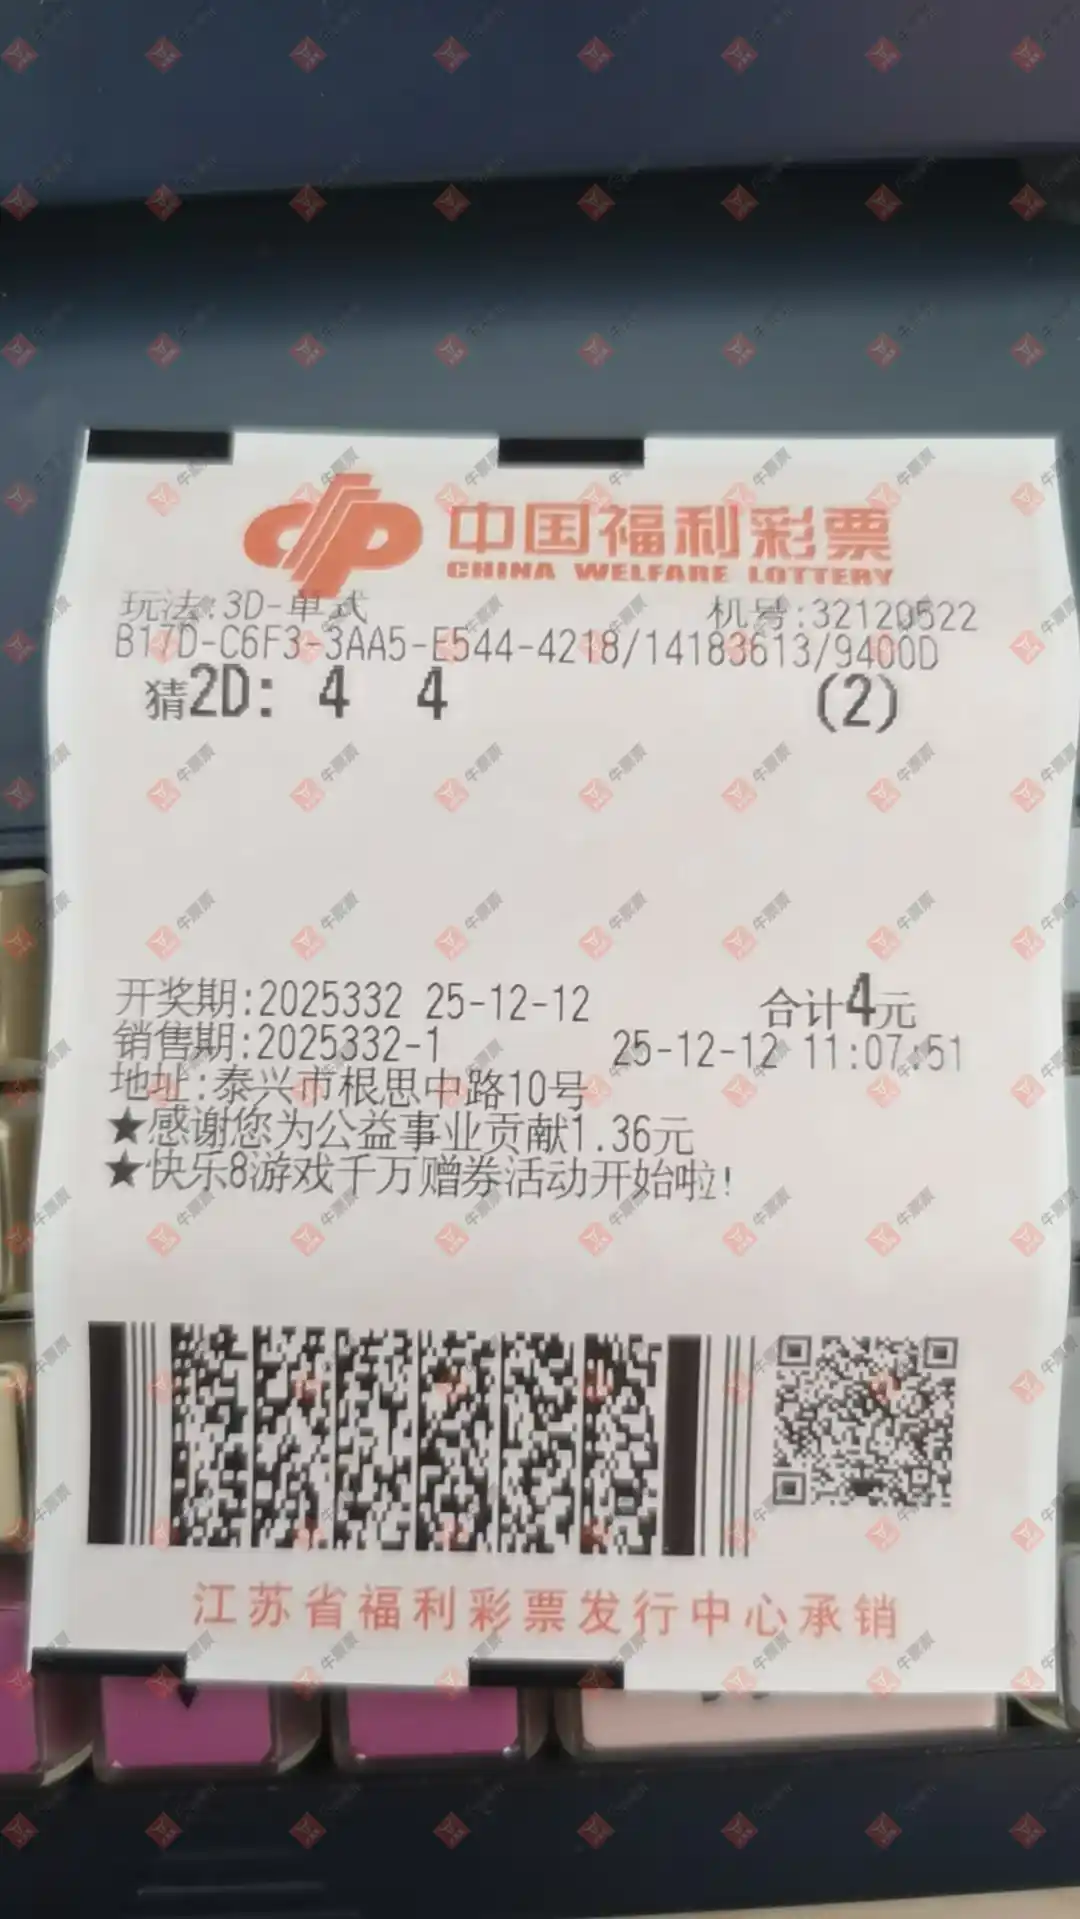 中国福利彩票
CHINA WELFARE LOTTERY
玩法:3D-单式 机号:32120522
B17D-C6F3-3AA5-E544-4218/14183613/9400D
猜2D: 4 4 (2)
开奖期:2025332 25-12-12 合计4元
销售期:2025332-1 25-12-12 11:07:51
地址:泰兴市根思中路10号
★感谢您为公益事业贡献1.36元
★快乐8游戏千万赠券活动开始啦!
江苏省福利彩票发行中心承销
牛票票